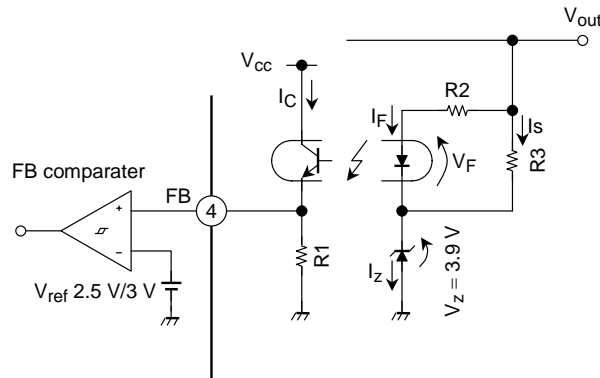 Vout
Vcc
IC
IF
R2
Is
VF
R3
FB comparater
FB
4
+
−
R1
Iz
Vz = 3.9 V
Vref 2.5 V/3 V